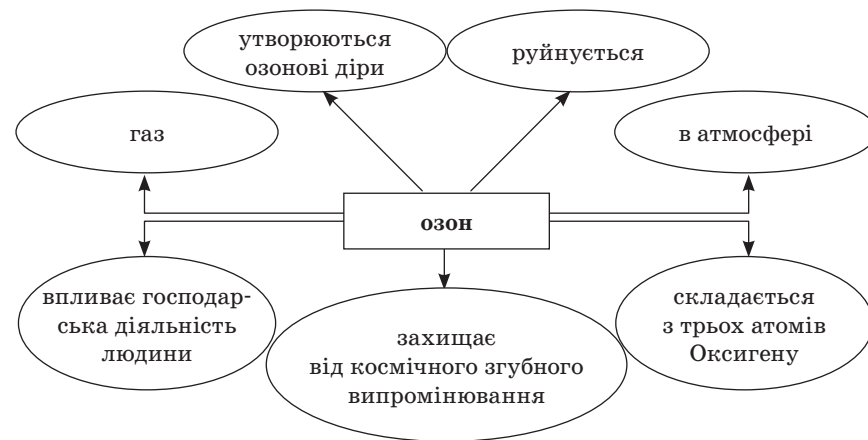 утворюються
озонові діри
руйнується
газ
в атмосфері
озон
впливає господар-
ська діяльність
людини
захищає
від космічного згубного
випромінювання
складається
з трьох атомів
Оксигену